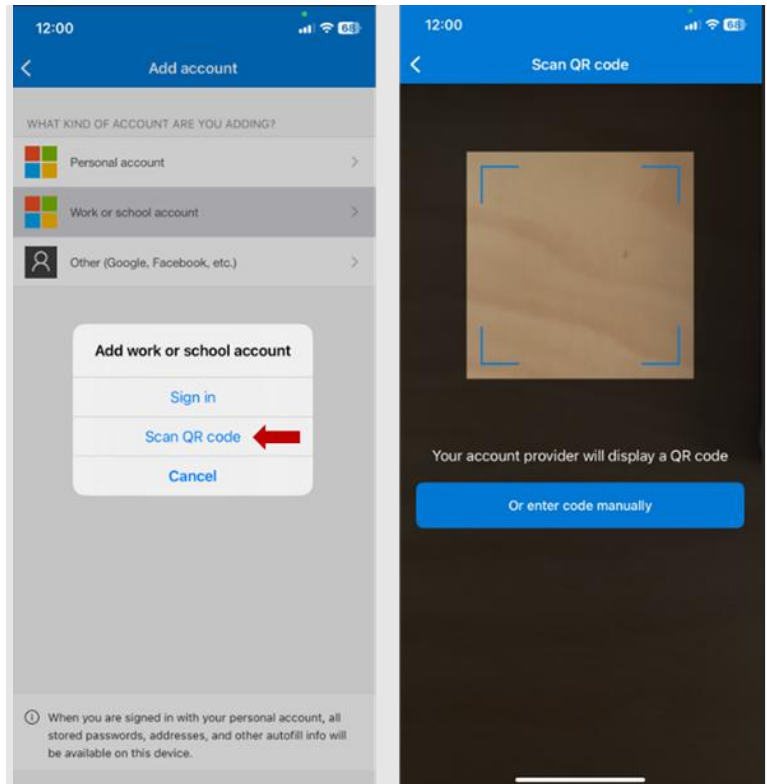 12:00
68
Add account
WHAT KIND OF ACCOUNT ARE YOU ADDING?
Personal account
Work or school account
Other (Google, Facebook, etc.)
Add work or school account
Sign in
Scan QR code
Cancel
When you are signed in with your personal account, all
stored passwords, addresses, and other autofill info will
be available on this device.
12:00
68
Scan QR code
Your account provider will display a QR code
Or enter code manually